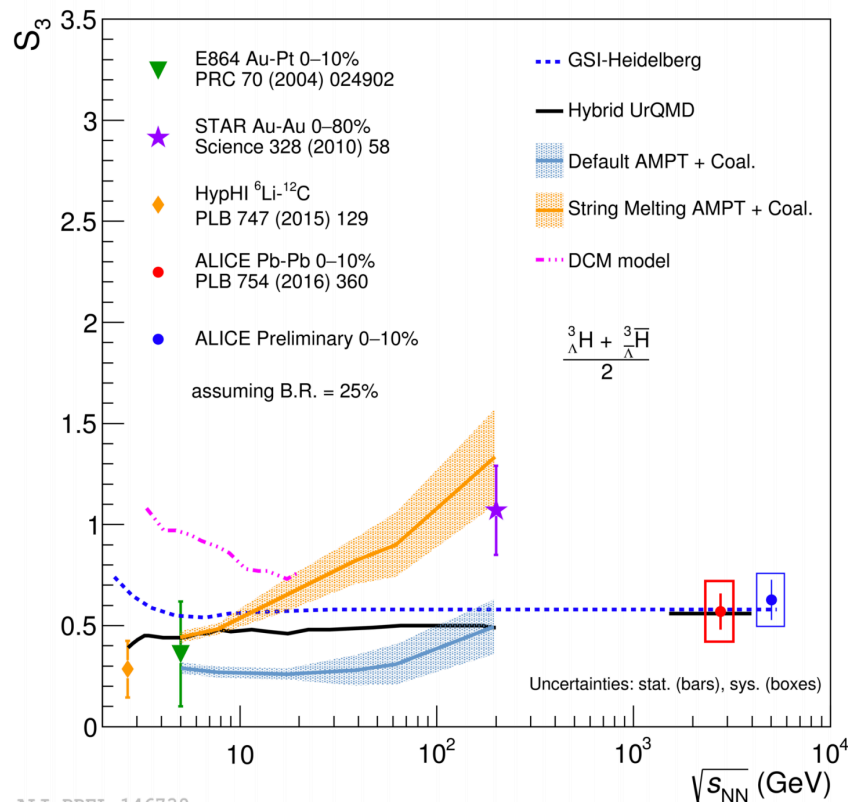 S₃
3.5
3
2.5
2
1.5
1
0.5
0
E864 Au-Pt 0–10%
PRC 70 (2004) 024902
STAR Au-Au 0–80%
Science 328 (2010) 58
HypHI ⁶Li-¹²C
PLB 747 (2015) 129
ALICE Pb-Pb 0–10%
PLB 754 (2016) 360
ALICE Preliminary 0–10%
assuming B.R. = 25%
GSI-Heidelberg
Hybrid UrQMD
Default AMPT + Coal.
String Melting AMPT + Coal.
DCM model
³ΛH + ³Λ̅H̅
2
Uncertainties: stat. (bars), sys. (boxes)
10
10²
10³
10⁴
√sNN (GeV)